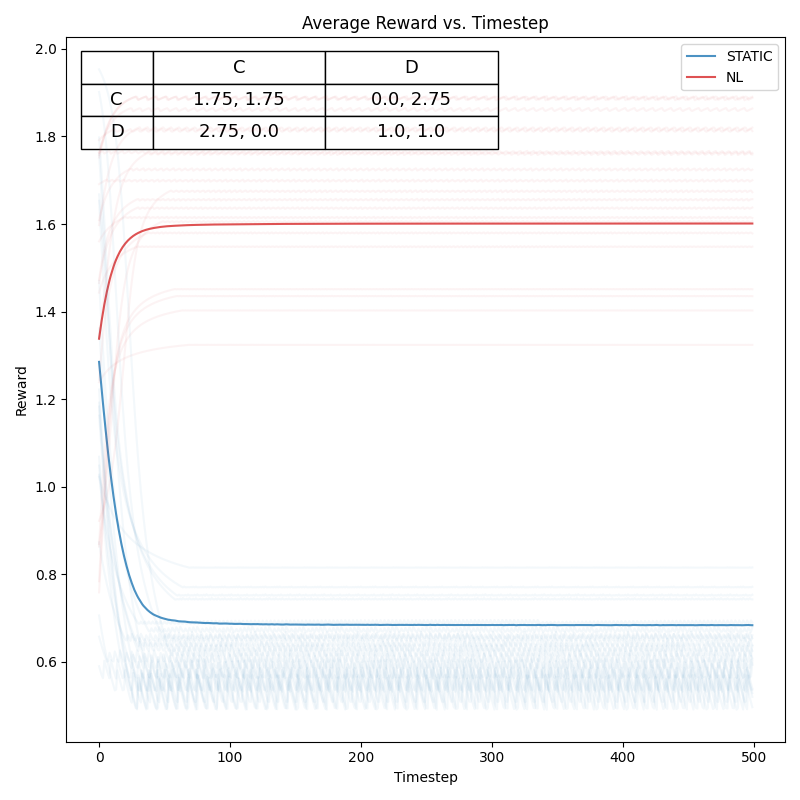 Average Reward vs. Timestep
2.0
1.8
1.6
1.4
1.2
1.0
0.8
0.6
Reward
C D
C 1.75, 1.75 0.0, 2.75
D 2.75, 0.0 1.0, 1.0
STATIC
NL
0 100 200 300 400 500
Timestep